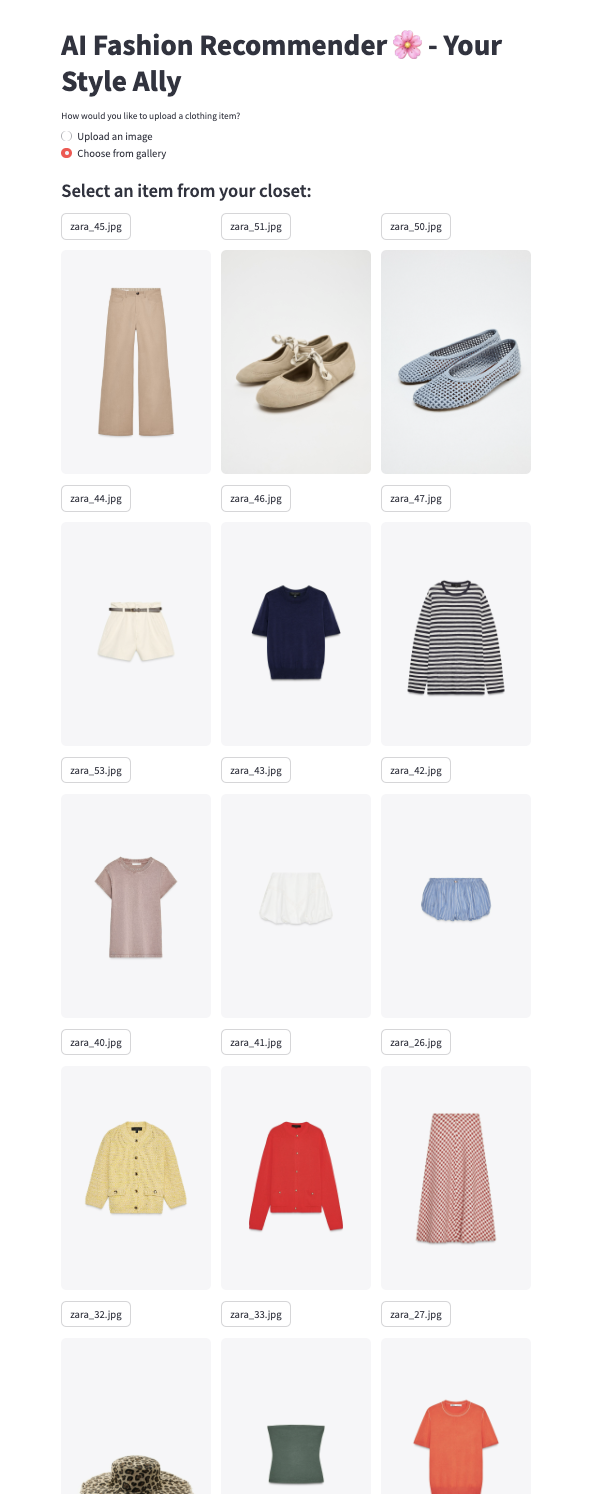 AI Fashion Recommender 🌸 - Your
Style Ally
How would you like to upload a clothing item?
Upload an image
Choose from gallery
Select an item from your closet:
zara_45.jpg
zara_51.jpg
zara_50.jpg
zara_44.jpg
zara_46.jpg
zara_47.jpg
zara_53.jpg
zara_43.jpg
zara_42.jpg
zara_40.jpg
zara_41.jpg
zara_26.jpg
zara_32.jpg
zara_33.jpg
zara_27.jpg